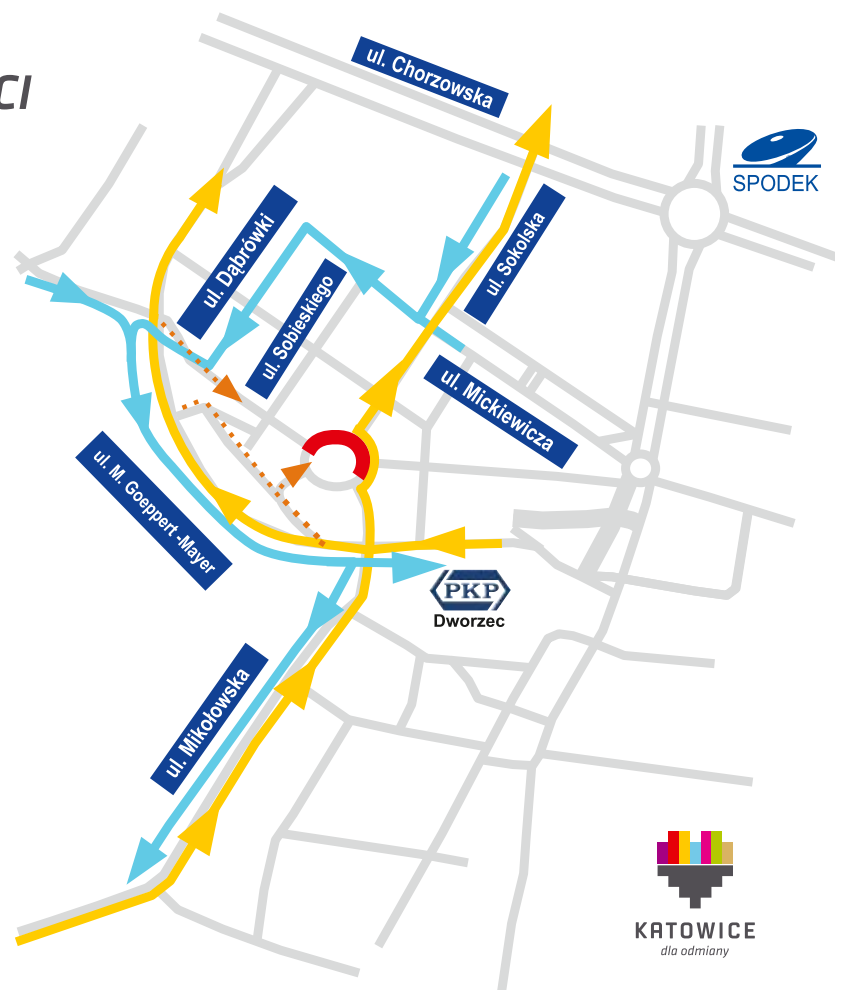 CI
ul. Chorzowska
SPODEK
ul. Dąbrówki
ul. Sokolska
ul. Sobieskiego
ul. Mickiewicza
ul. M. Goeppert -Mayer
PKP
Dworzec
ul. Mikołowska
KATOWICE
dla odmiany